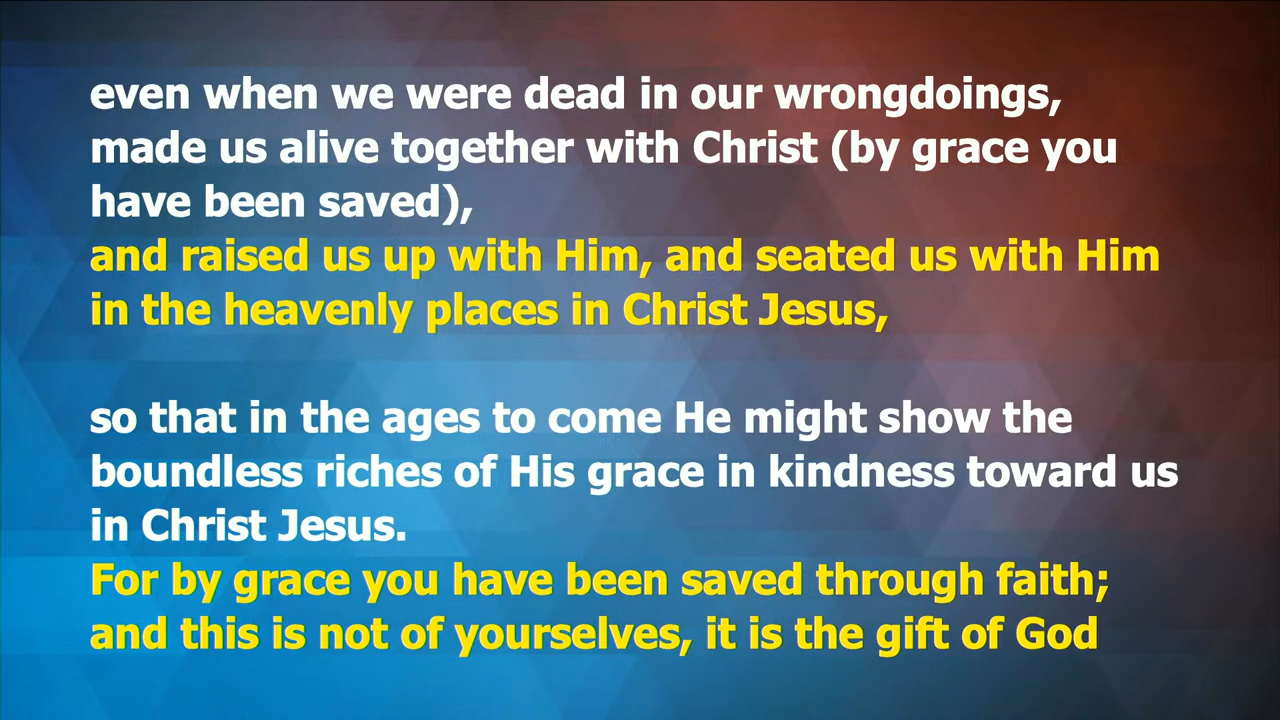 even when we were dead in our wrongdoings,
made us alive together with Christ (by grace you
have been saved),
and raised us up with Him, and seated us with Him
in the heavenly places in Christ Jesus,
so that in the ages to come He might show the
boundless riches of His grace in kindness toward us
in Christ Jesus.
For by grace you have been saved through faith;
and this is not of yourselves, it is the gift of God